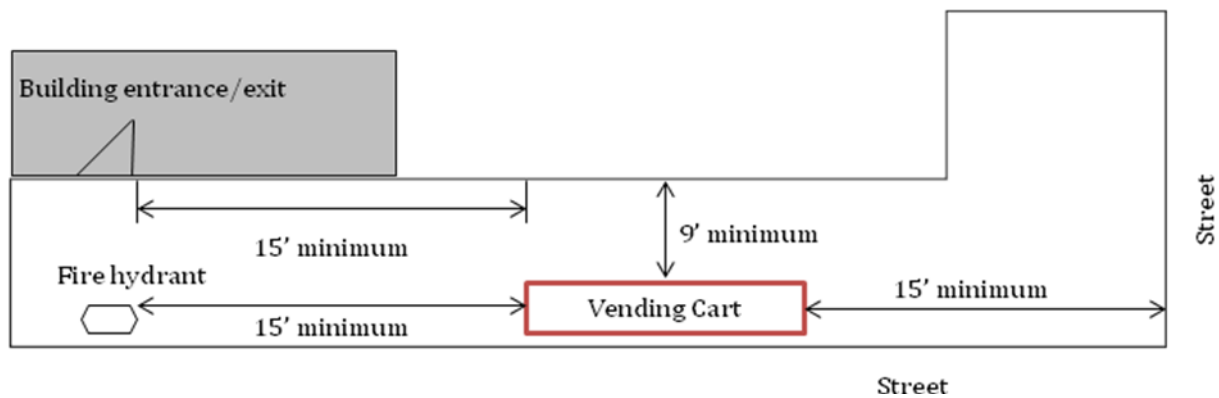 Building entrance/exit
Street
9’ minimum
15’ minimum
Fire hydrant
15’ minimum
Vending Cart
15’ minimum
Street